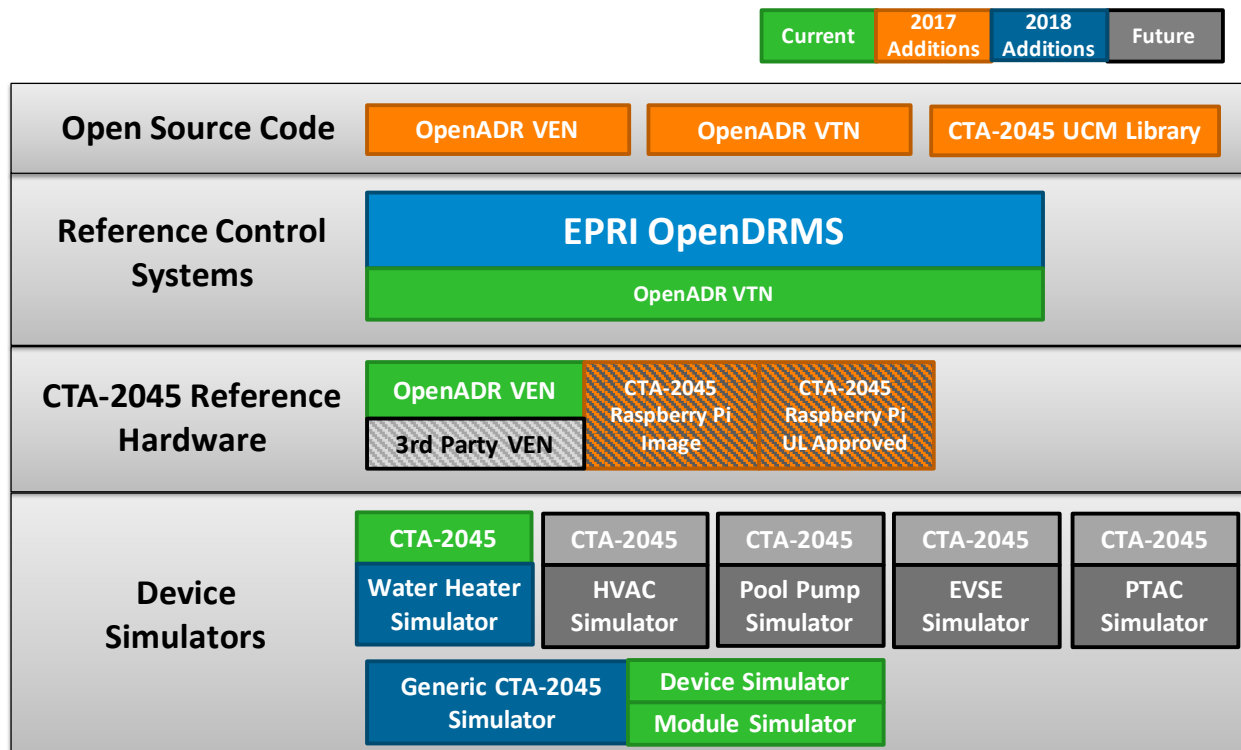 Current
2017
Additions
2018
Additions
Future
Open Source Code
OpenADR VEN
OpenADR VTN
CTA-2045 UCM Library
Reference Control
Systems
EPRI OpenDRMS
OpenADR VTN
CTA-2045 Reference
Hardware
OpenADR VEN
3rd Party VEN
CTA-2045
Raspberry Pi
Image
CTA-2045
Raspberry Pi
UL Approved
Device
Simulators
CTA-2045
Water Heater
Simulator
CTA-2045
HVAC
Simulator
CTA-2045
Pool Pump
Simulator
CTA-2045
EVSE
Simulator
CTA-2045
PTAC
Simulator
Generic CTA-2045
Simulator
Device Simulator
Module Simulator